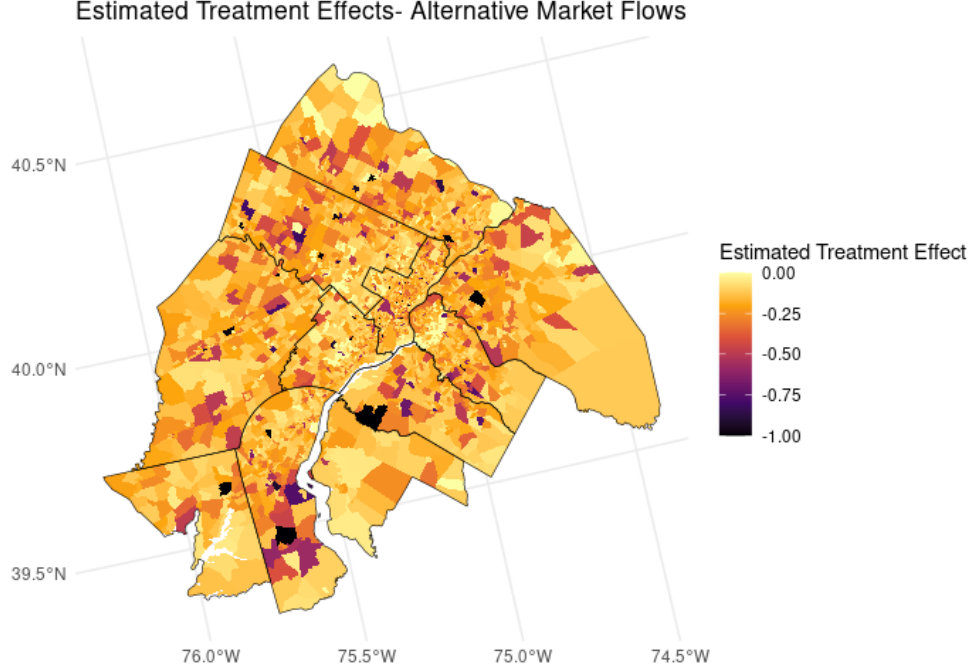 Estimated Treatment Effects- Alternative Market Flows
40.5°N
40.0°N
39.5°N
76.0°W
75.5°W
75.0°W
74.5°W
Estimated Treatment Effect
0.00
-0.25
-0.50
-0.75
-1.00